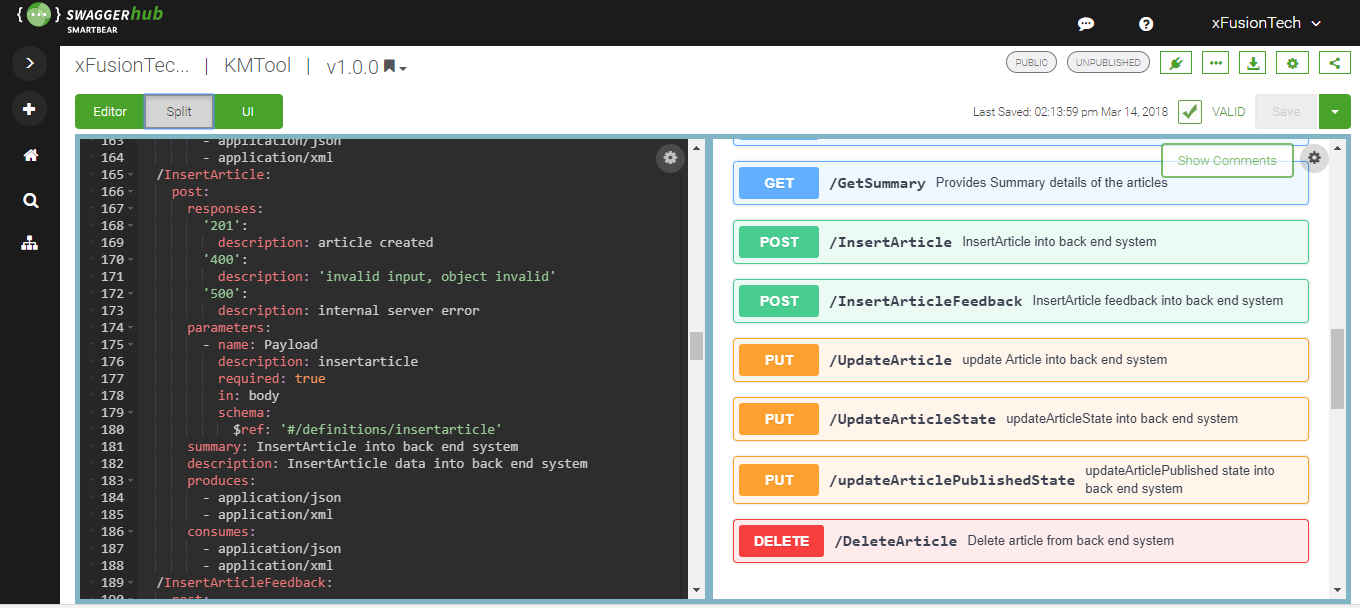 { } SWAGGERhub
SMARTBEAR
xFusionTech
xFusionTec... | KMTool | v1.0.0
PUBLIC
UNPUBLISHED
Editor
Split
UI
Last Saved: 02:13:59 pm Mar 14, 2018
VALID
Save
163 - application/json
164 - application/xml
165 /InsertArticle:
166 post:
167 responses:
168 '201':
169 description: article created
170 '400':
171 description: 'invalid input, object invalid'
172 '500':
173 description: internal server error
174 parameters:
175 - name: Payload
176 description: insertarticle
177 required: true
178 in: body
179 schema:
180 $ref: '#/definitions/insertarticle'
181 summary: InsertArticle into back end system
182 description: InsertArticle data into back end system
183 produces:
184 - application/json
185 - application/xml
186 consumes:
187 - application/json
188 - application/xml
189 /InsertArticleFeedback:
190 post:
Show Comments
GET /GetSummary Provides Summary details of the articles
POST /InsertArticle InsertArticle into back end system
POST /InsertArticleFeedback InsertArticle feedback into back end system
PUT /UpdateArticle update Article into back end system
PUT /UpdateArticleState updateArticleState into back end system
PUT /updateArticlePublishedState updateArticlePublished state into
back end system
DELETE /DeleteArticle Delete article from back end system